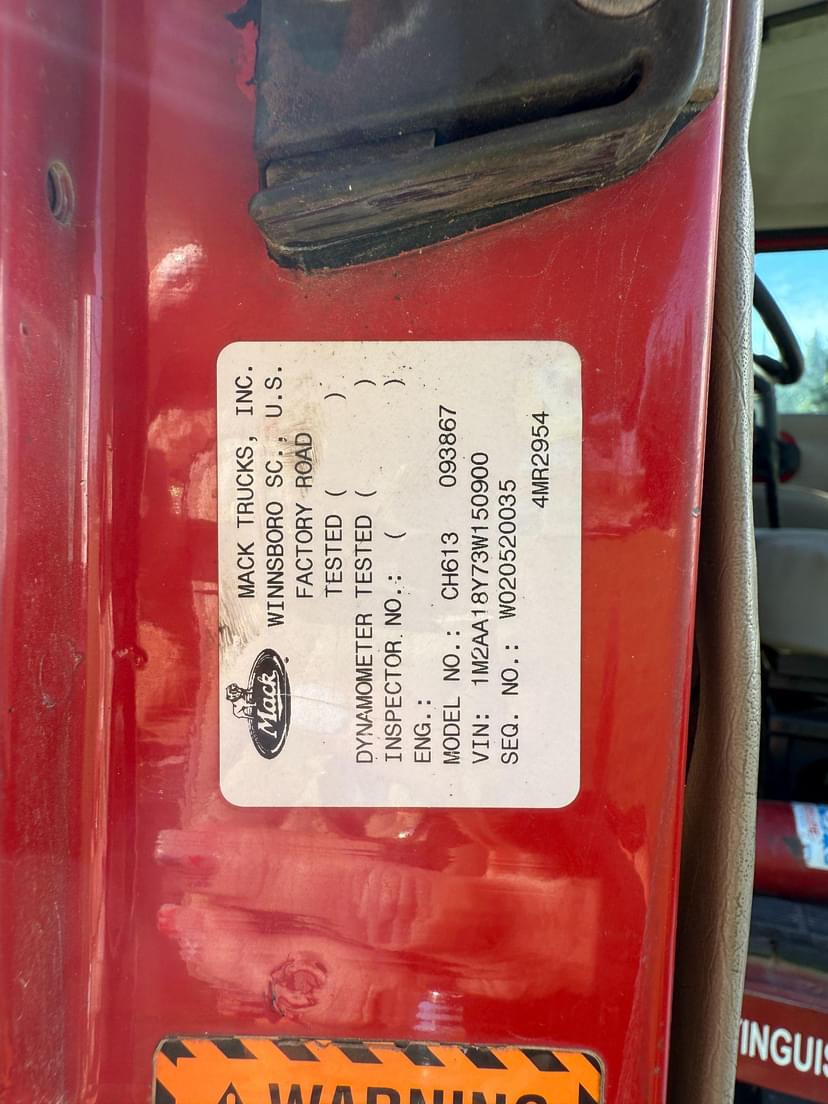 Mack
MACK TRUCKS, INC.
WINNSBORO SC., U.S.
FACTORY ROAD
TESTED ( )
DYNAMOMETER TESTED ( )
INSPECTOR NO.: ( )
ENG.:
MODEL NO.: CH613 093867
VIN: 1M2AA18Y73W150900
SEQ. NO.: W020520035
4MR2954
WARNING